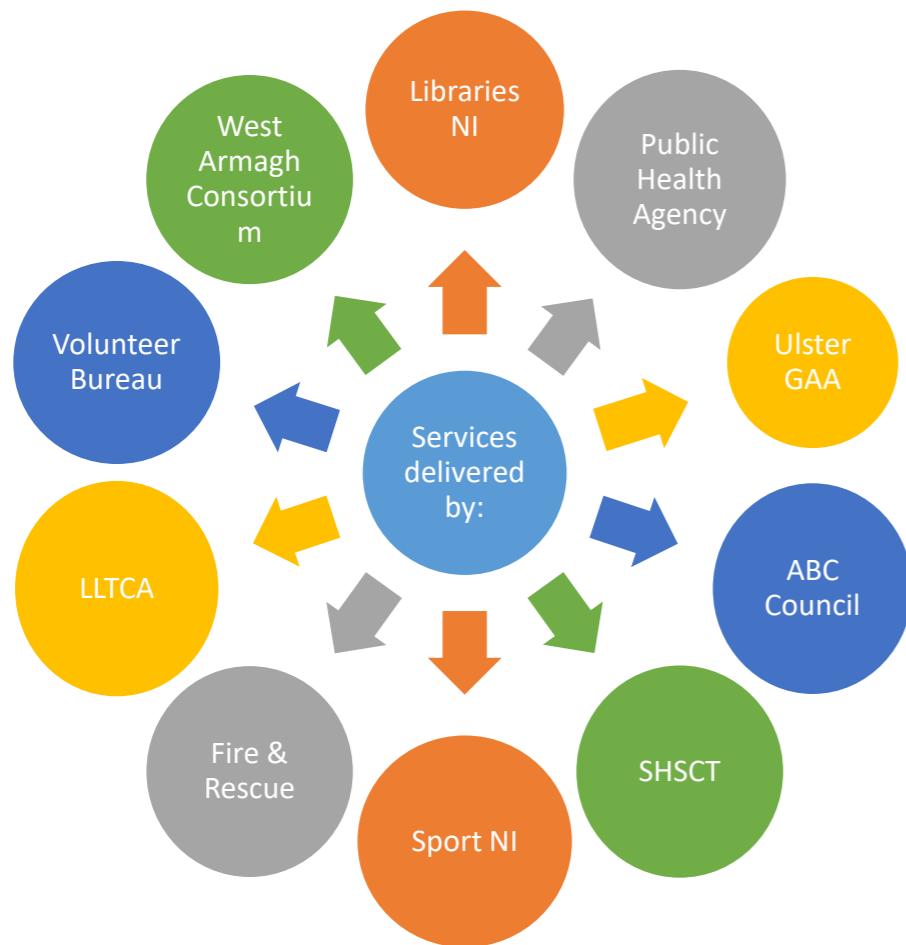 Libraries
NI
Public
Health
Agency
Ulster
GAA
ABC
Council
SHSCT
Sport NI
Fire &
Rescue
LLTCA
Volunteer
Bureau
West
Armagh
Consortiu
m
Services
delivered
by: